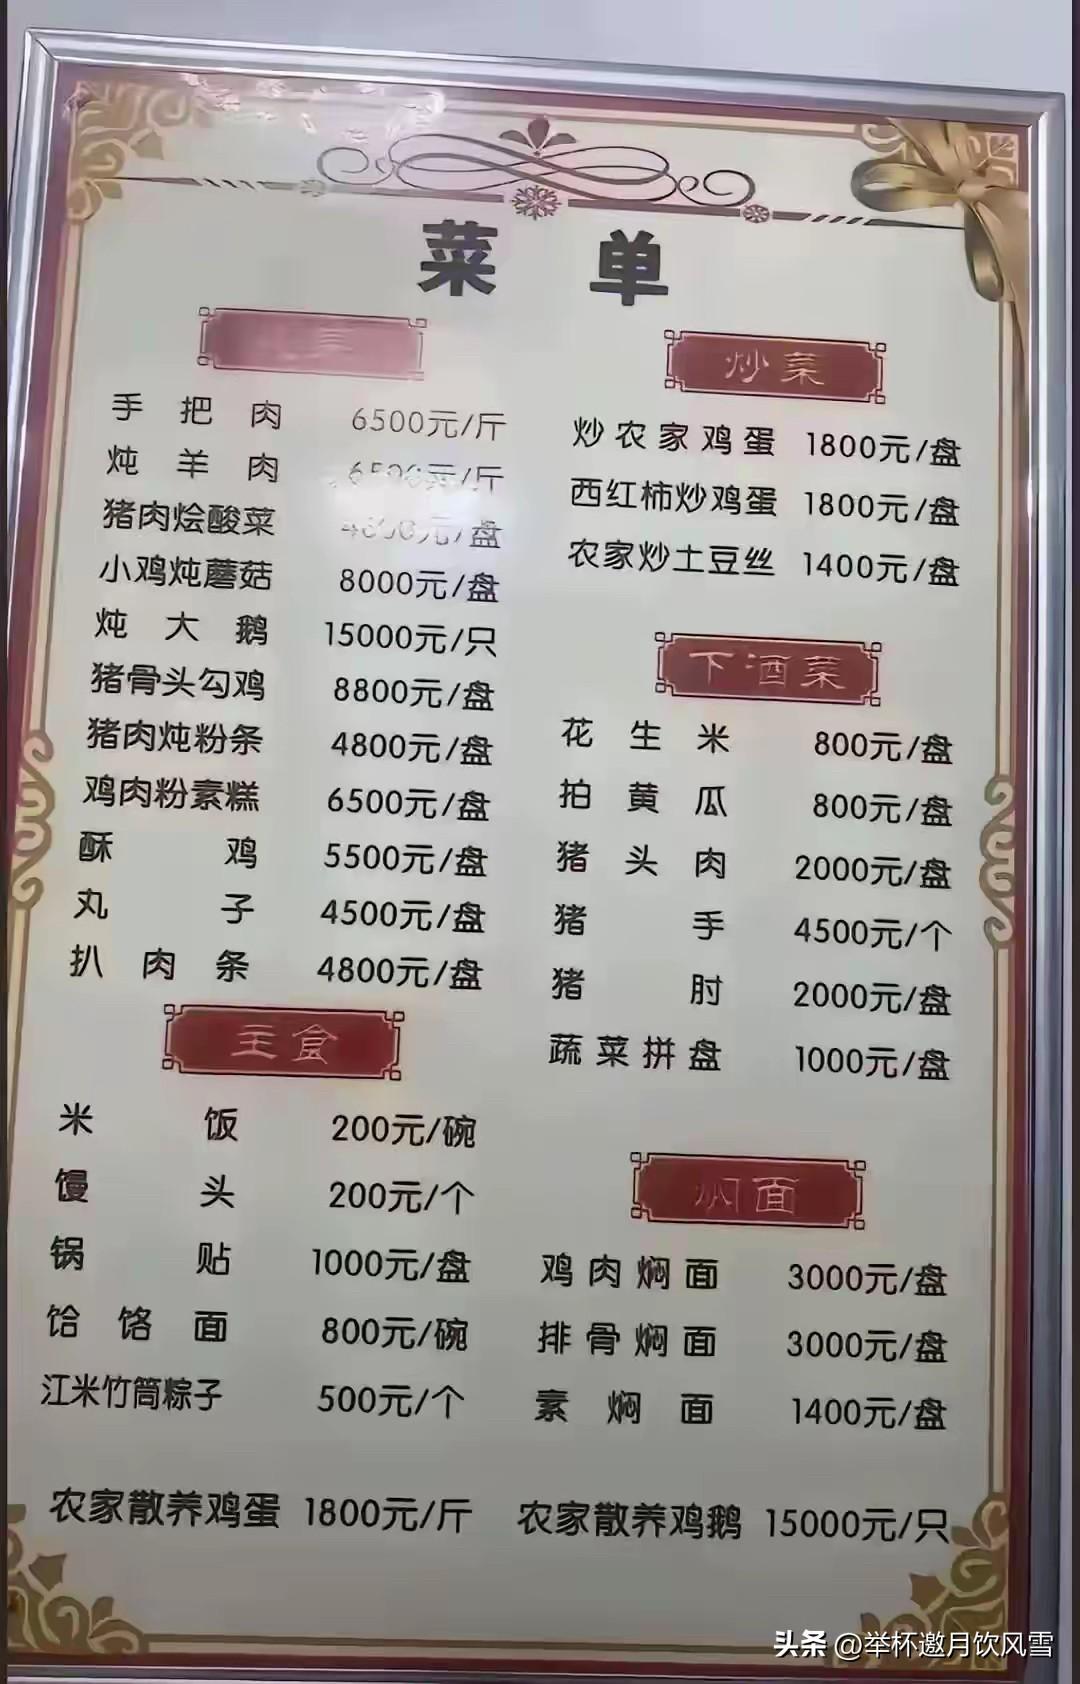 菜单
手把肉 6500元/斤
炖羊肉 6500元/斤
猪肉烩酸菜 4800元/盘
小鸡炖蘑菇 8000元/盘
炖大鹅 15000元/只
猪骨头勾鸡 8800元/盘
猪肉炖粉条 4800元/盘
鸡肉粉素糕 6500元/盘
酥鸡 5500元/盘
丸子 4500元/盘
扒肉条 4800元/盘
主食
米饭 200元/碗
馒头 200元/个
锅贴 1000元/盘
饸饹面 800元/碗
江米竹筒粽子 500元/个
炒菜
炒农家鸡蛋 1800元/盘
西红柿炒鸡蛋 1800元/盘
农家炒土豆丝 1400元/盘
下酒菜
花生米 800元/盘
拍黄瓜 800元/盘
猪头肉 2000元/盘
猪手 4500元/个
猪肘 2000元/盘
蔬菜拼盘 1000元/盘
焖面
鸡肉焖面 3000元/盘
排骨焖面 3000元/盘
素焖面 1400元/盘
农家散养鸡蛋 1800元/斤 农家散养鸡鹅 15000元/只
头条 @举杯邀月饮风雪